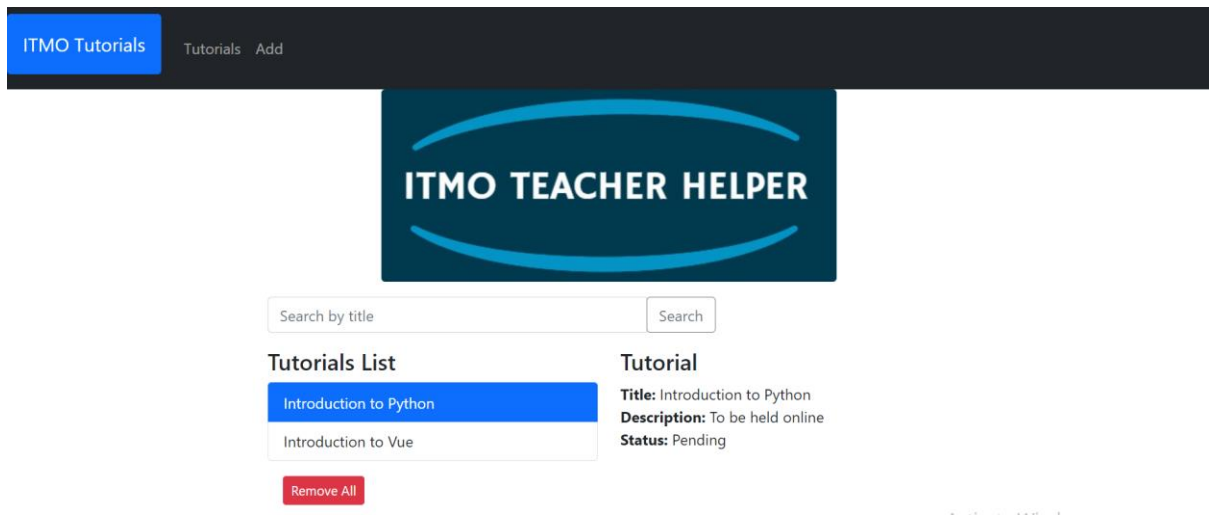 ITMO Tutorials
Tutorials Add
ITMO TEACHER HELPER
Search by title
Search
Tutorials List
Introduction to Python
Introduction to Vue
Remove All
Tutorial
Title: Introduction to Python
Description: To be held online
Status: Pending